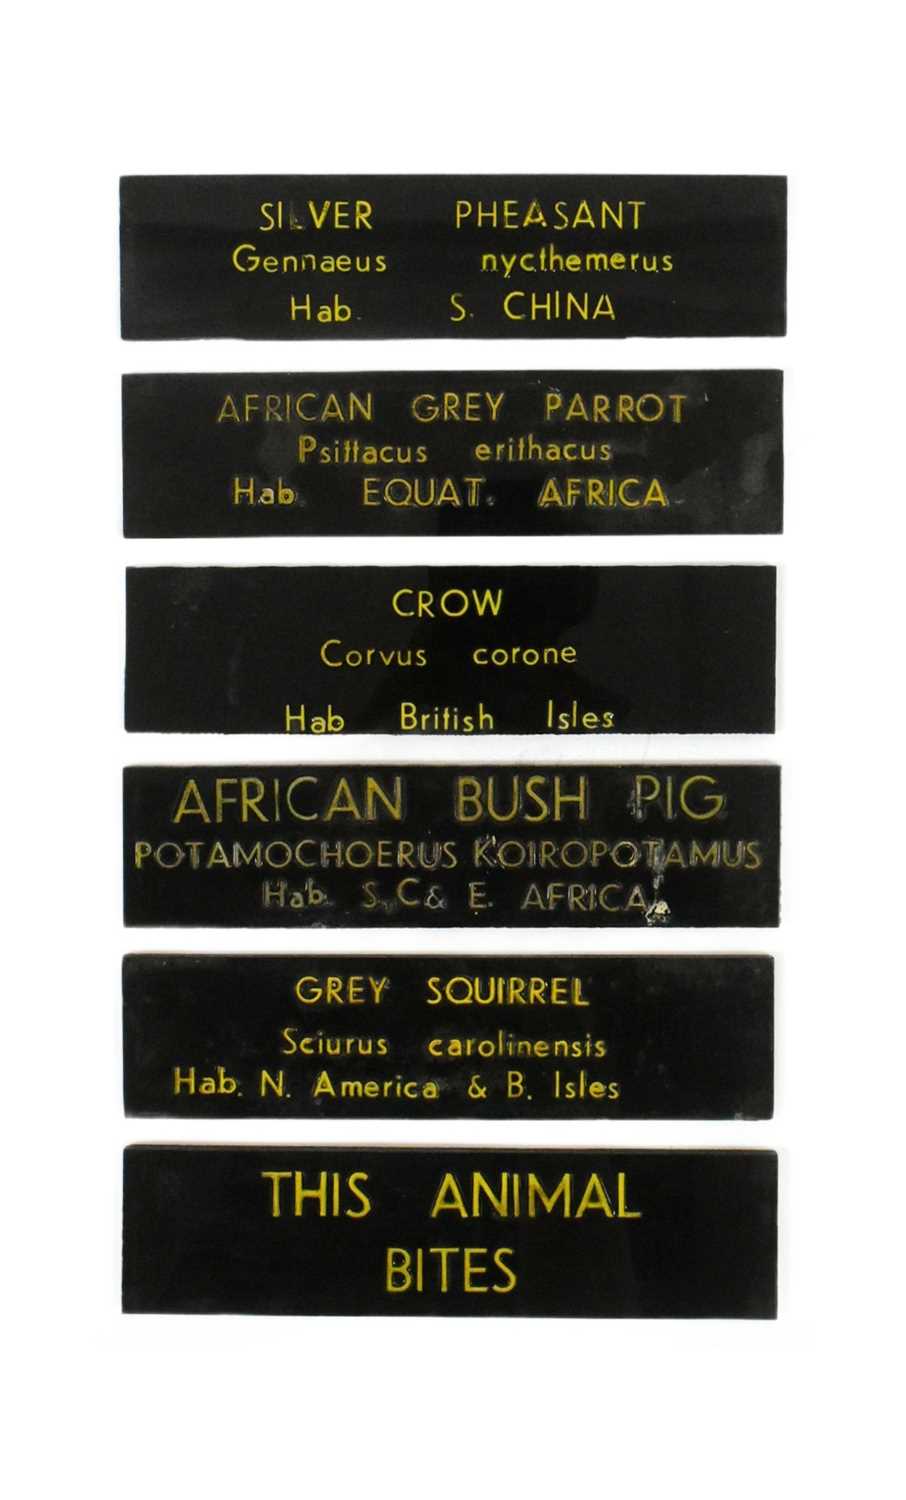 SILVER PHEASANT
Gennaeus nycthemerus
Hab. S. CHINA
AFRICAN GREY PARROT
Psittacus erithacus
Hab. EQUAT. AFRICA
CROW
Corvus corone
Hab British Isles
AFRICAN BUSH PIG
POTAMOCHOERUS KOIROPOTAMUS
Hab. S. C & E. AFRICA
GREY SQUIRREL
Sciurus carolinensis
Hab. N. America & B. Isles
THIS ANIMAL
BITES